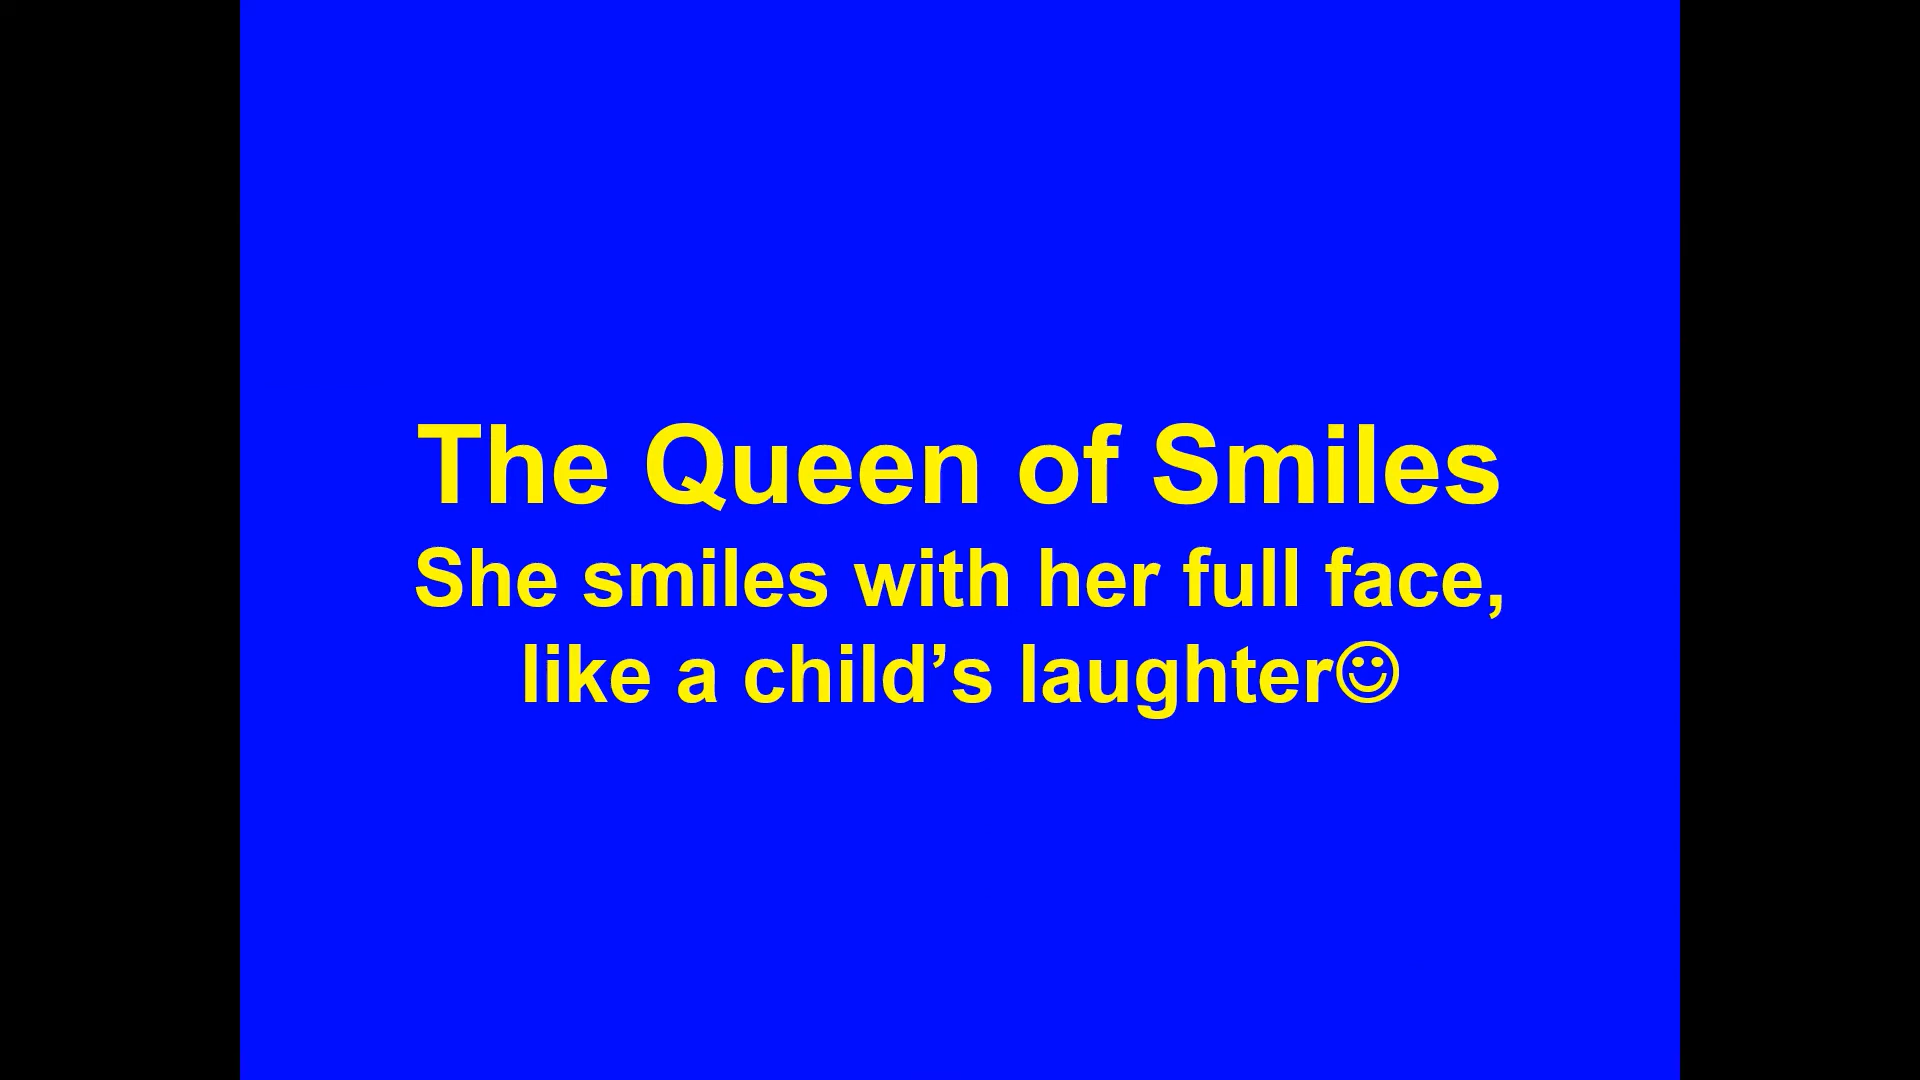 The Queen of Smiles
She smiles with her full face,
like a child’s laughter☺